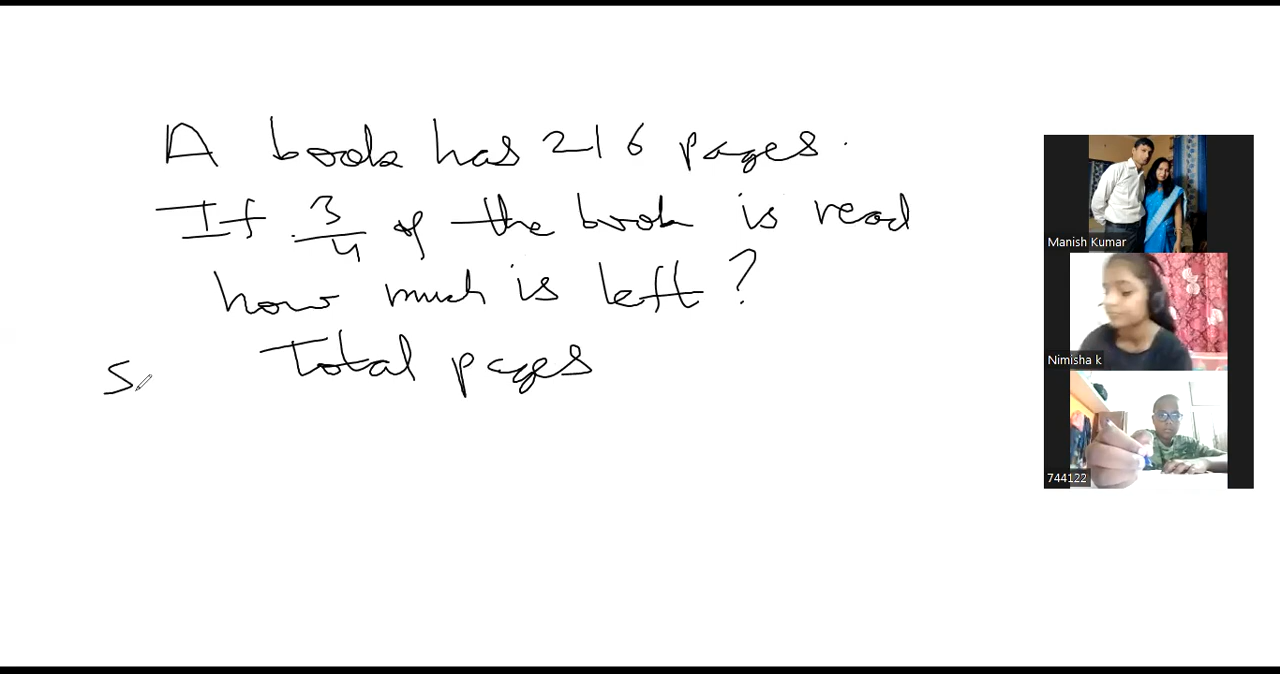 A book has 216 pages.
If 3/4 of the book is read
how much is left?
Total pages
S
Manish Kumar
Nimisha k
744122